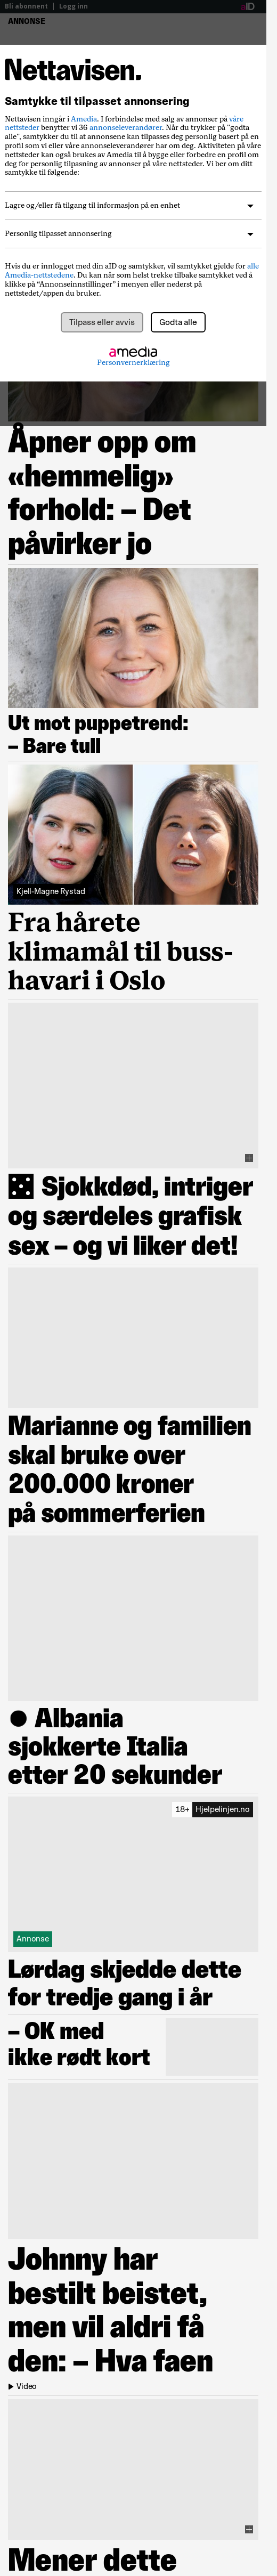 Bli abonnent | Logg inn
aID
ANNONSE
Nettavisen.
Samtykke til tilpasset annonsering
Nettavisen inngår i Amedia. I forbindelse med salg av annonser på våre
nettsteder benytter vi 36 annonseleverandører. Når du trykker på "godta
alle", samtykker du til at annonsene kan tilpasses deg personlig basert på en
profil som vi eller våre annonseleverandører har om deg. Aktiviteten på våre
nettsteder kan også brukes av Amedia til å bygge eller forbedre en profil om
deg for personlig tilpasning av annonser på våre nettsteder. Vi ber om ditt
samtykke til følgende:
Lagre og/eller få tilgang til informasjon på en enhet
Personlig tilpasset annonsering
Hvis du er innlogget med din aID og samtykker, vil samtykket gjelde for alle
Amedia-nettstedene. Du kan når som helst trekke tilbake samtykket ved å
klikke på “Annonseinnstillinger” i menyen eller nederst på
nettstedet/appen du bruker.
Tilpass eller avvis
Godta alle
amedia
Personvernerklæring
Åpner opp om
«hemmelig»
forhold: – Det
påvirker jo
Ut mot puppetrend:
– Bare tull
Kjell-Magne Rystad
Fra hårete
klimamål til buss-
havari i Oslo
Sjokkdød, intriger
og særdeles grafisk
sex – og vi liker det!
Marianne og familien
skal bruke over
200.000 kroner
på sommerferien
Albania
sjokkerte Italia
etter 20 sekunder
18+ Hjelpelinjen.no
Annonse
Lørdag skjedde dette
for tredje gang i år
– OK med
ikke rødt kort
Johnny har
bestilt beistet,
men vil aldri få
den: – Hva faen
Video
Mener dette